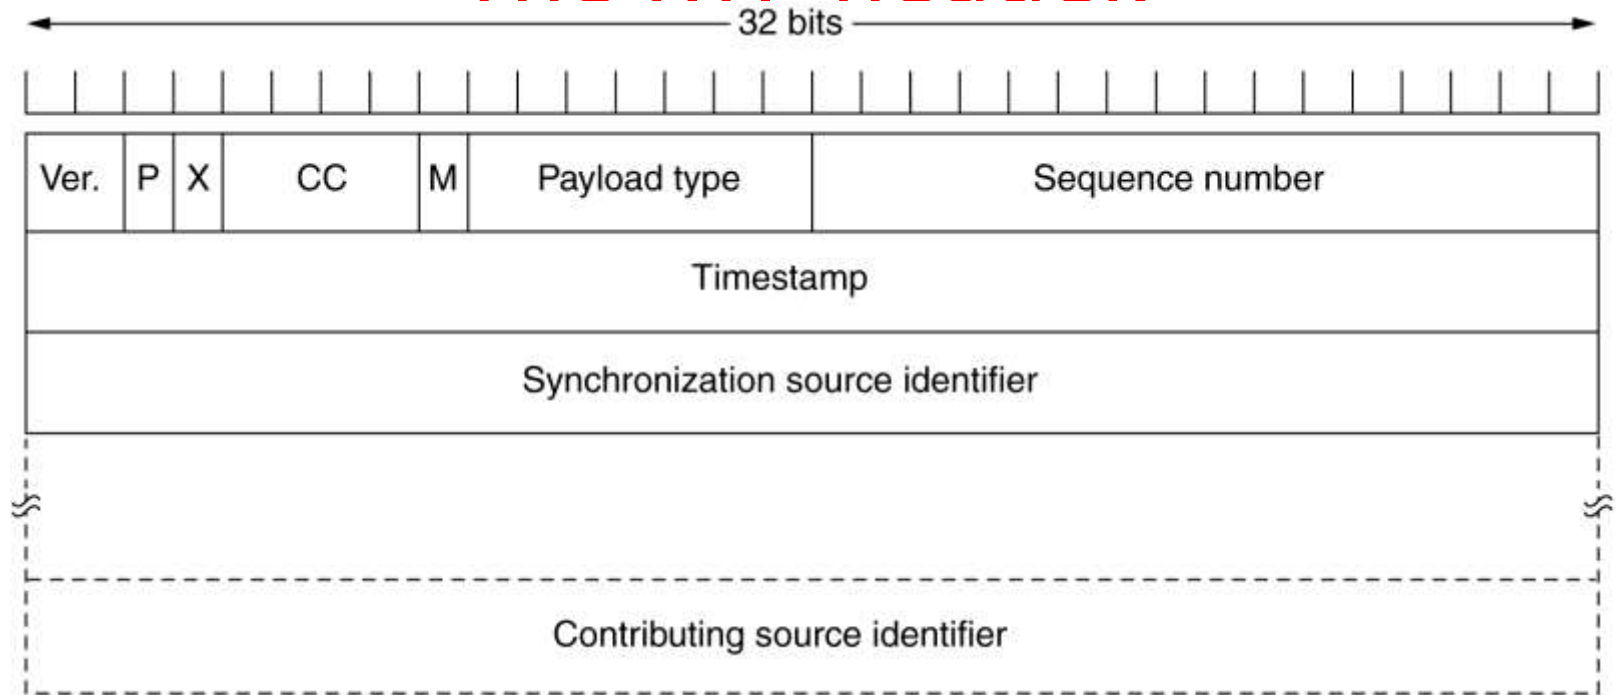 32 bits
Ver. P X CC M Payload type Sequence number
Timestamp
Synchronization source identifier
Contributing source identifier